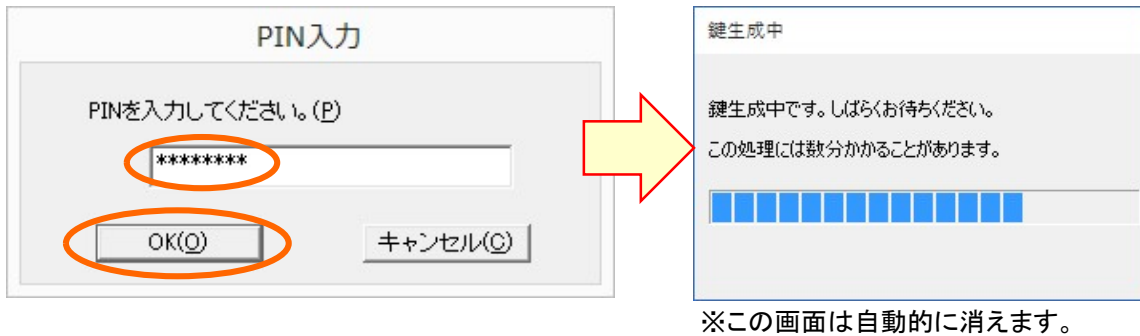 PIN入力
PINを入力してください。(P)
********
OK(O)
キャンセル(C)
鍵生成中
鍵生成中です。しばらくお待ちください。
この処理には数分かかることがあります。
※この画面は自動的に消えます。